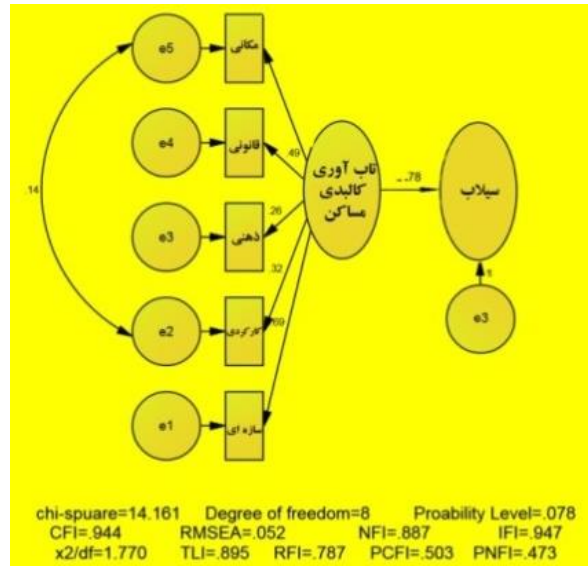 e5
مکانی
e4
قانونی
.49
تاب آوری
کالبدی
مساکن
-.78
سیلاب
.14
e3
ذهنی
.26
.32
e2
کارکردی
.69
1
e3
e1
سازه ای
chi-spuare=14.161 Degree of freedom=8 Proability Level=.078
CFI=.944 RMSEA=.052 NFI=.887 IFI=.947
x2/df=1.770 TLI=.895 RFI=.787 PCFI=.503 PNFI=.473